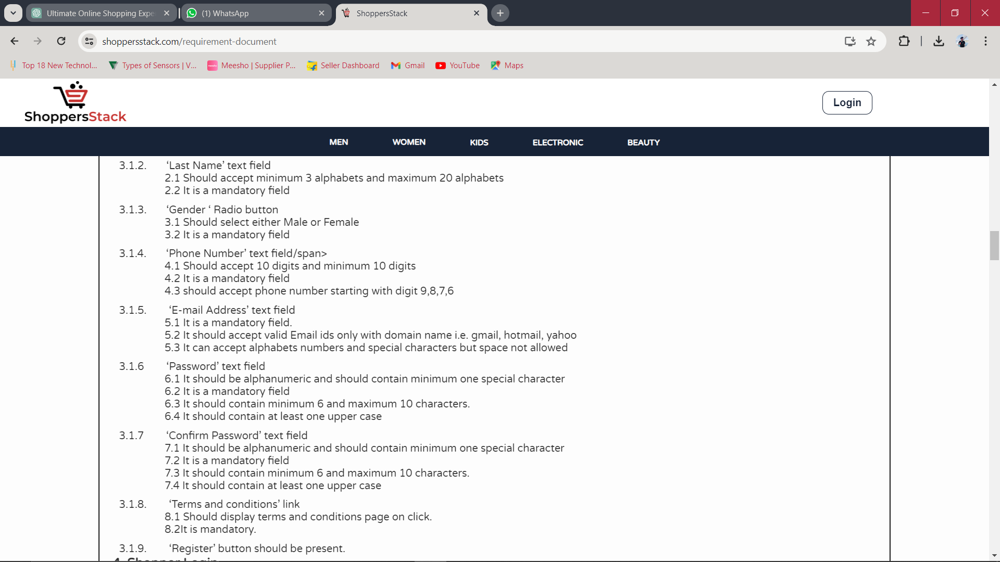 Ultimate Online Shopping Expe
(1) WhatsApp
ShoppersStack
shoppersstack.com/requirement-document
Top 18 New Technol...
Types of Sensors | V...
Meesho | Supplier P...
Seller Dashboard
Gmail
YouTube
Maps
ShoppersStack
Login
MEN WOMEN KIDS ELECTRONIC BEAUTY
3.1.2. ‘Last Name’ text field
2.1 Should accept minimum 3 alphabets and maximum 20 alphabets
2.2 It is a mandatory field
3.1.3. ‘Gender ‘ Radio button
3.1 Should select either Male or Female
3.2 It is a mandatory field
3.1.4. ‘Phone Number’ text field/span>
4.1 Should accept 10 digits and minimum 10 digits
4.2 It is a mandatory field
4.3 should accept phone number starting with digit 9,8,7,6
3.1.5. ‘E-mail Address’ text field
5.1 It is a mandatory field.
5.2 It should accept valid Email ids only with domain name i.e. gmail, hotmail, yahoo
5.3 It can accept alphabets numbers and special characters but space not allowed
3.1.6 ‘Password’ text field
6.1 It should be alphanumeric and should contain minimum one special character
6.2 It is a mandatory field
6.3 It should contain minimum 6 and maximum 10 characters.
6.4 It should contain at least one upper case
3.1.7 ‘Confirm Password’ text field
7.1 It should be alphanumeric and should contain minimum one special character
7.2 It is a mandatory field
7.3 It should contain minimum 6 and maximum 10 characters.
7.4 It should contain at least one upper case
3.1.8. ‘Terms and conditions’ link
8.1 Should display terms and conditions page on click.
8.2It is mandatory.
3.1.9. ‘Register’ button should be present.
4. Shopper Login